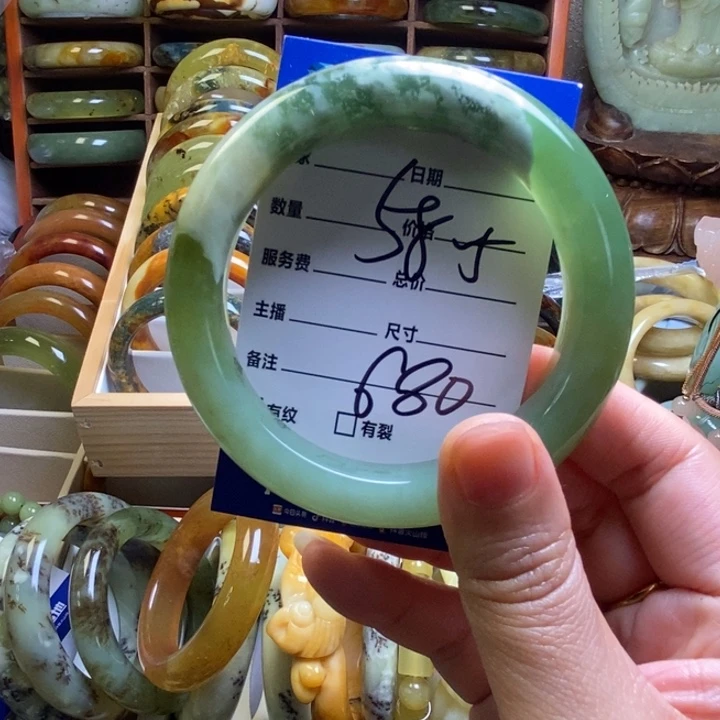 日期
数量 价格
58寸
服务费 总价
主播 尺寸
备注 680
有纹 有裂